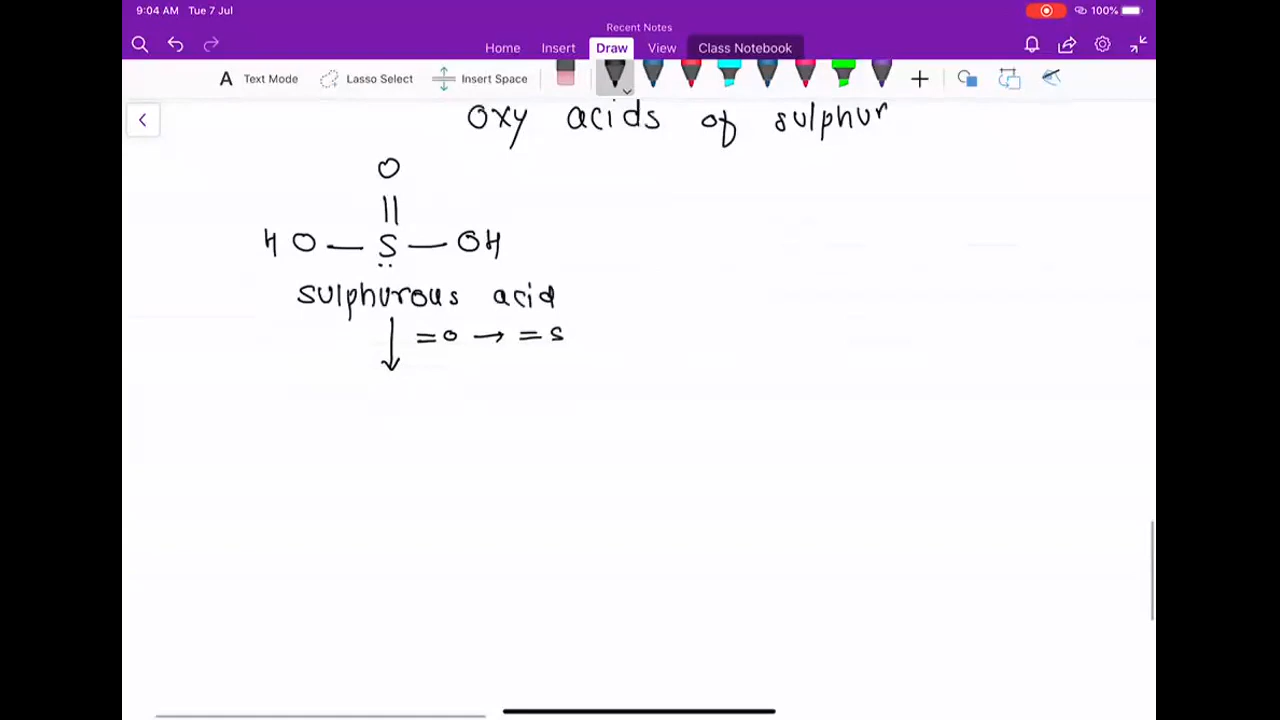 9:04 AM Tue 7 Jul
100%
Recent Notes
Home Insert Draw View Class Notebook
Text Mode Lasso Select Insert Space
oxy acids of sulphur
O
HO — S — OH
sulphurous acid
=O → =S